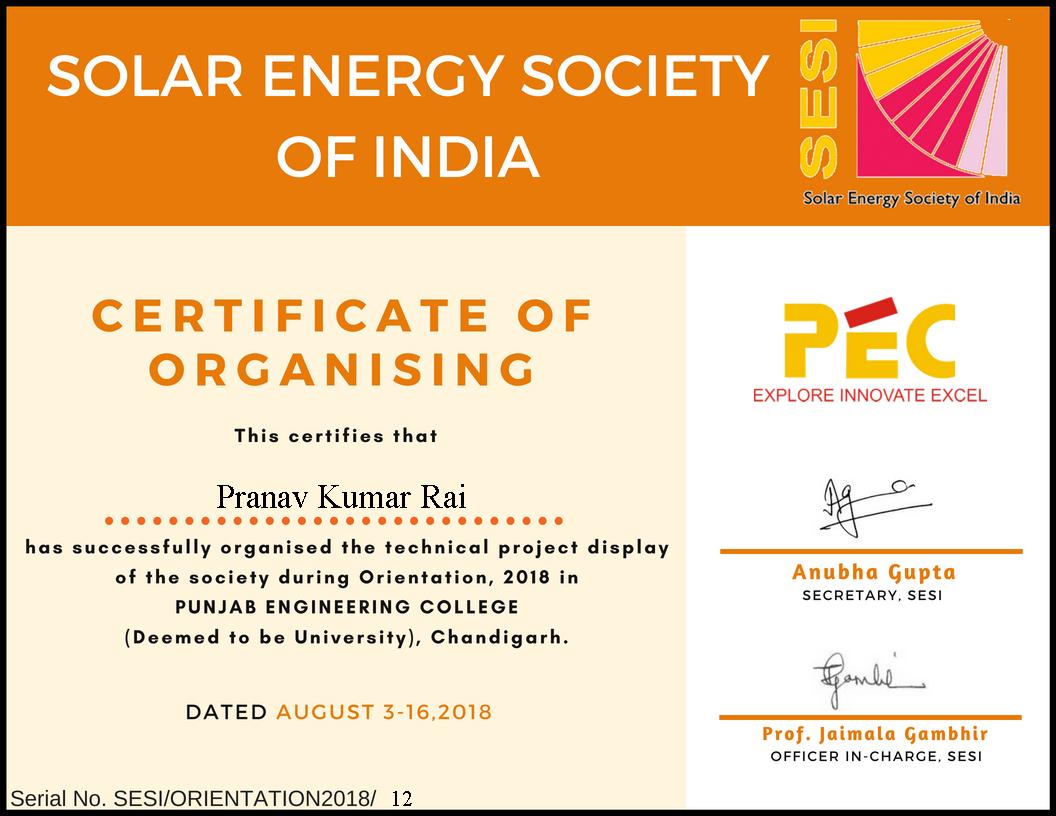 SOLAR ENERGY SOCIETY
OF INDIA
SESI
Solar Energy Society of India
CERTIFICATE OF
ORGANISING
This certifies that
Pranav Kumar Rai
has successfully organised the technical project display
of the society during Orientation, 2018 in
PUNJAB ENGINEERING COLLEGE
(Deemed to be University), Chandigarh.
DATED AUGUST 3-16,2018
Serial No. SESI/ORIENTATION2018/ 12
PEC
EXPLORE INNOVATE EXCEL
Anubha Gupta
SECRETARY, SESI
Prof. Jaimala Gambhir
OFFICER IN-CHARGE, SESI